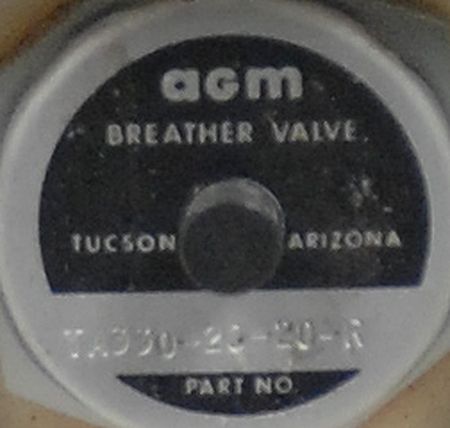 agm
BREATHER VALVE
TUCSON ARIZONA
PART NO.